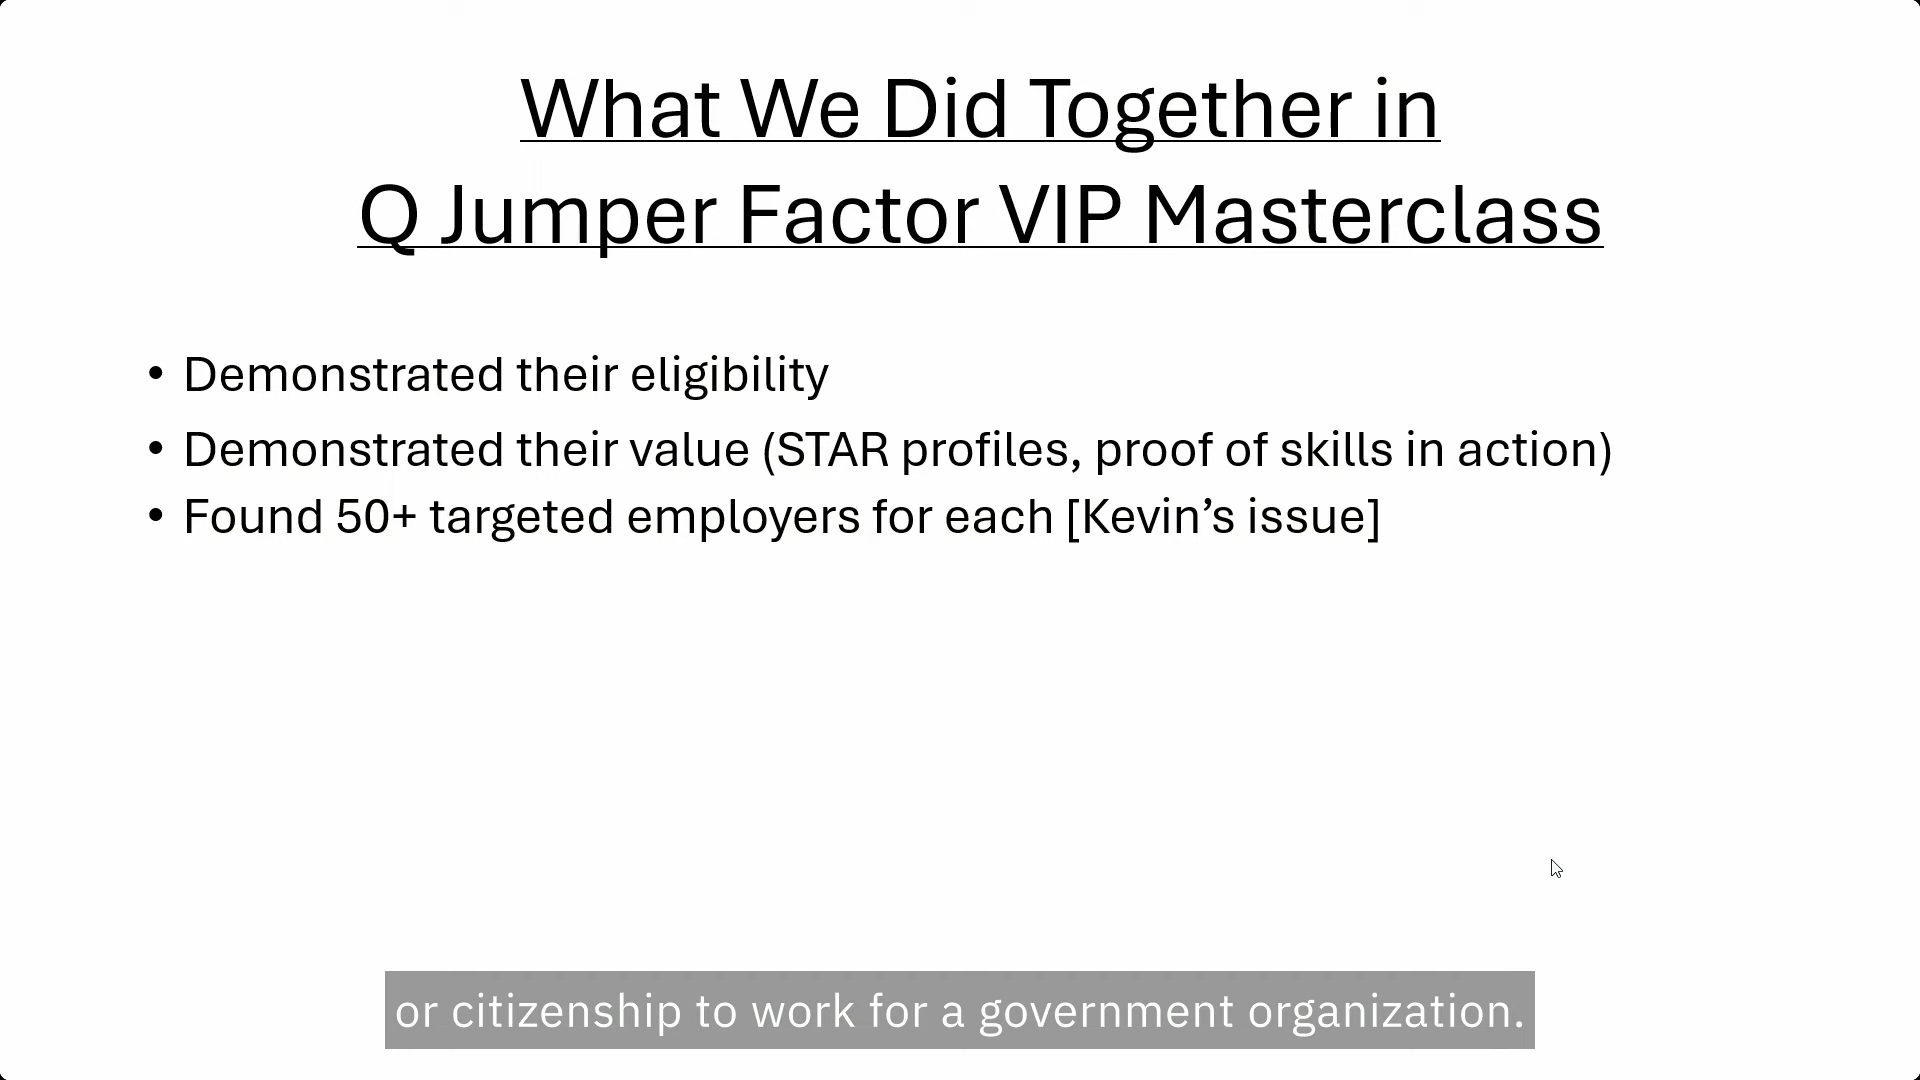 What We Did Together in
Q Jumper Factor VIP Masterclass
• Demonstrated their eligibility
• Demonstrated their value (STAR profiles, proof of skills in action)
• Found 50+ targeted employers for each [Kevin’s issue]
or citizenship to work for a government organization.